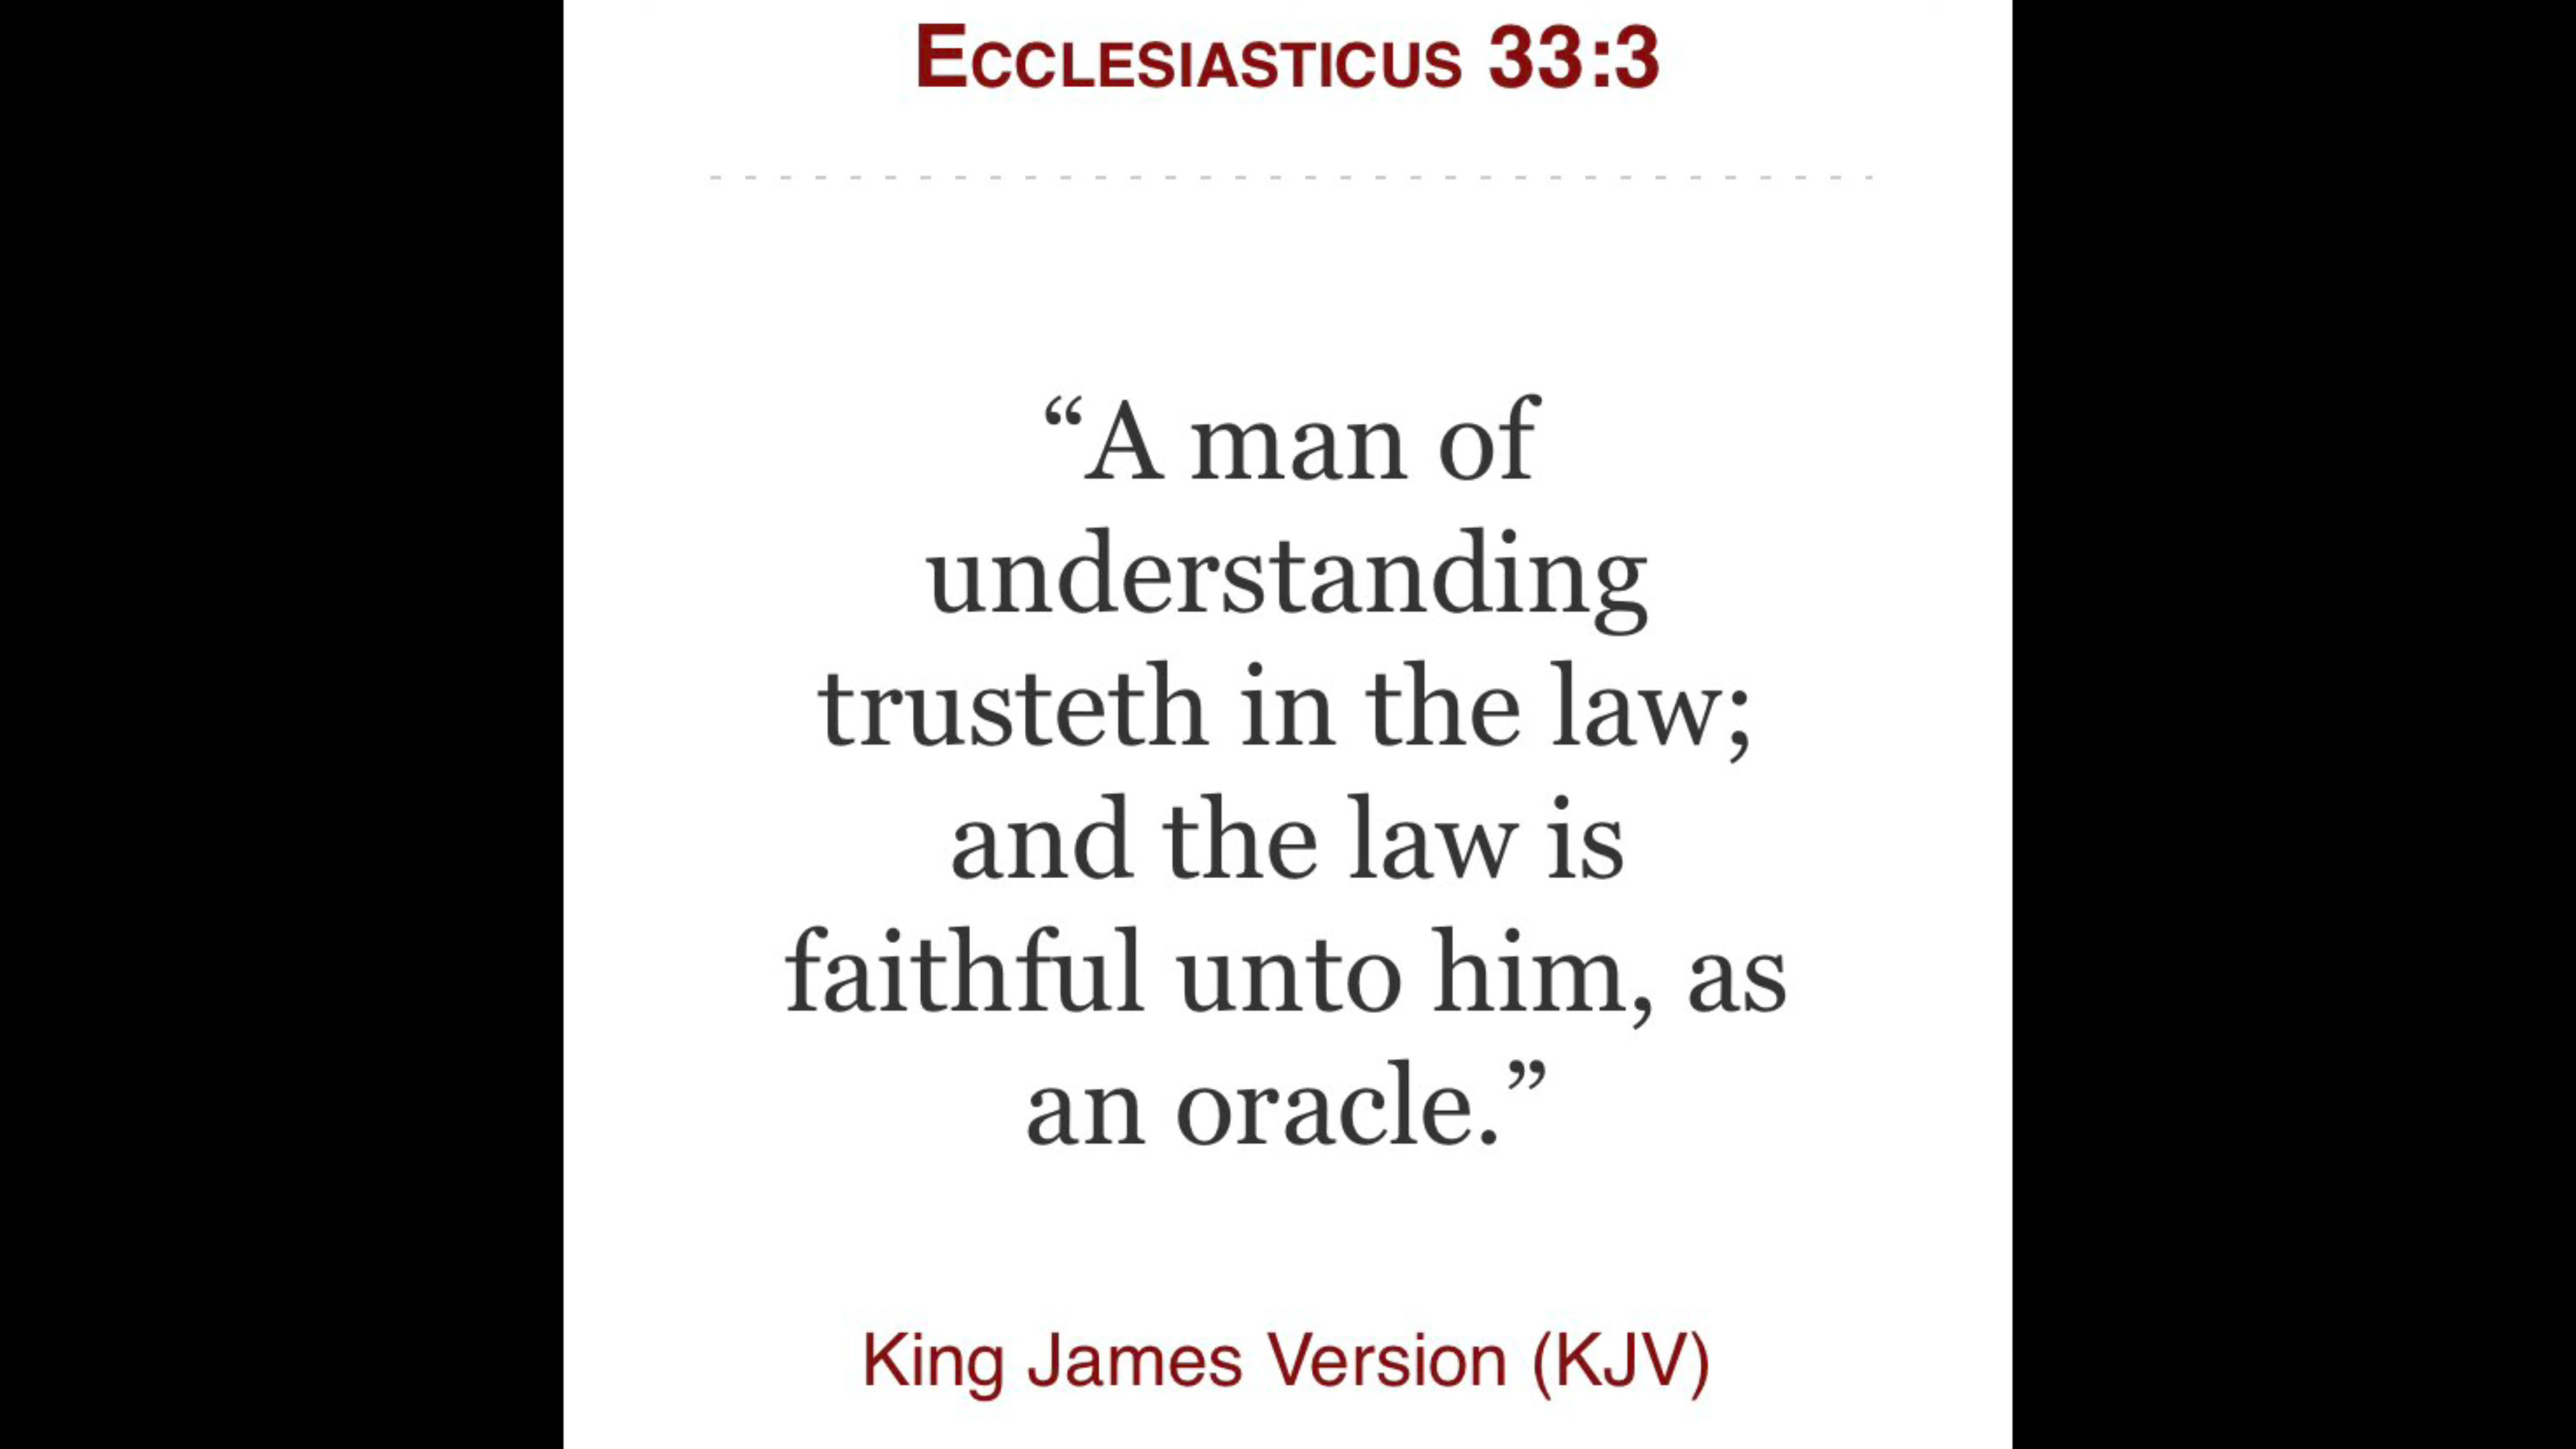 ECCLESIASTICUS 33:3
“A man of
understanding
trusteth in the law;
and the law is
faithful unto him, as
an oracle.”
King James Version (KJV)